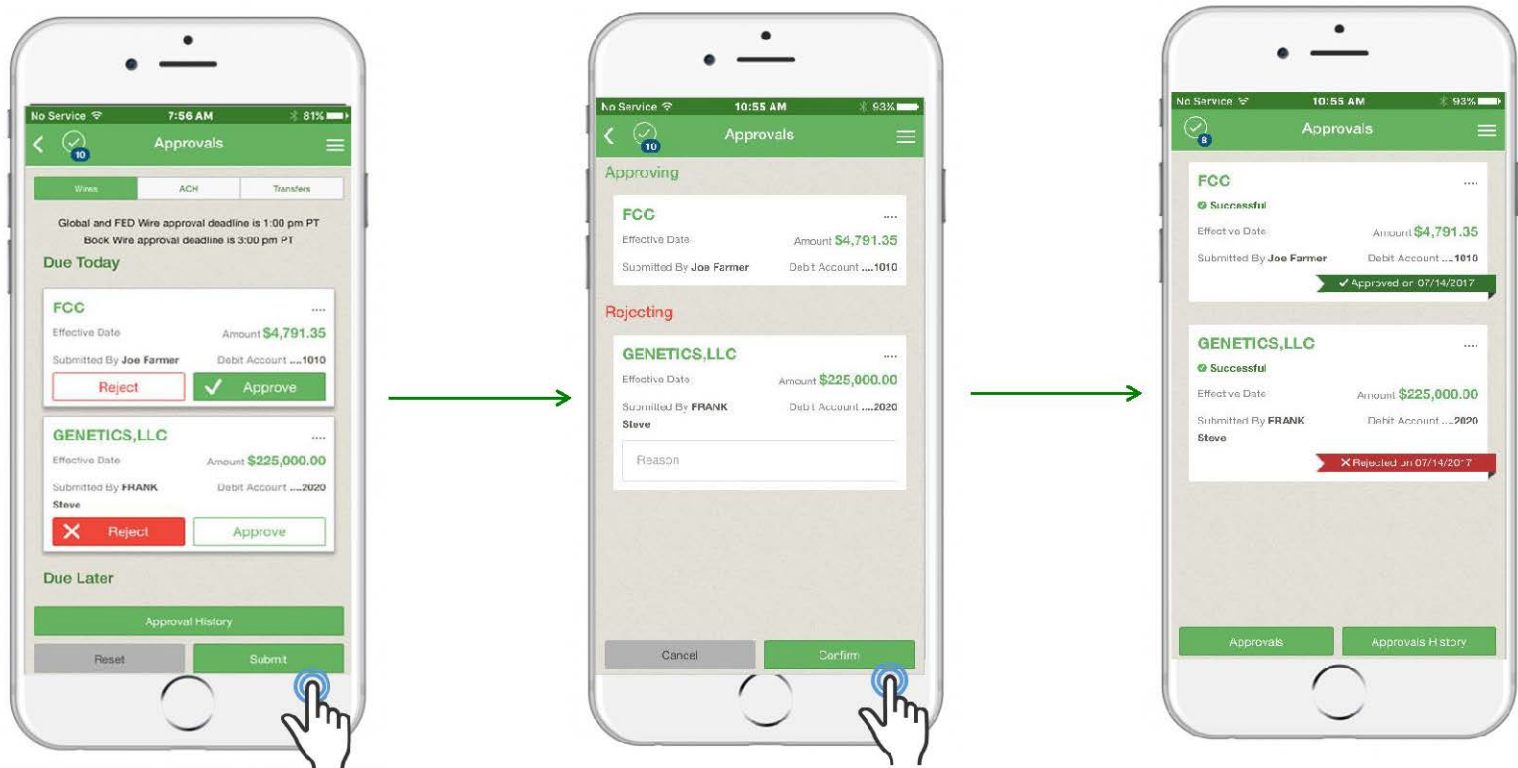 No Service 7:56 AM 81%
10 Approvals
Wires ACH Transfers
Global and FED Wire approval deadline is 1:00 pm PT
Book Wire approval deadline is 3:00 pm PT
Due Today
FCC ....
Effective Date Amount $4,791.35
Submitted By Joe Farmer Debit Account ....1010
Reject Approve
GENETICS,LLC ....
Effective Date Amount $225,000.00
Submitted By FRANK Debit Account ....2020
Steve
Reject Approve
Due Later
Approval History
Reset Submit
No Service 10:55 AM 93%
10 Approvals
Approving
FCC ....
Effective Date Amount $4,791.35
Submitted By Joe Farmer Debit Account ....1010
Rejecting
GENETICS,LLC ....
Effective Date Amount $225,000.00
Submitted By FRANK Debit Account ....2020
Steve
Reason
Cancel Confirm
No Service 10:55 AM 93%
8 Approvals
FCC ....
Successful
Effective Date Amount $4,791.35
Submitted By Joe Farmer Debit Account ....1010
Approved on 07/14/2017
GENETICS,LLC ....
Successful
Effective Date Amount $225,000.00
Submitted By FRANK Debit Account ....2020
Steve
Rejected on 07/14/2017
Approvals Approvals History